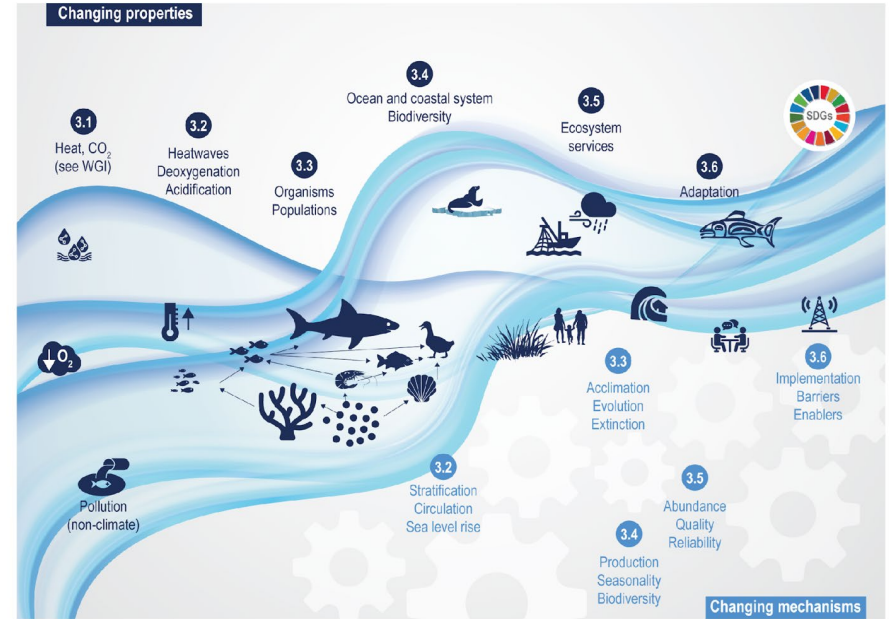 Changing properties
3.1
Heat, CO₂
(see WGI)
3.2
Heatwaves
Deoxygenation
Acidification
3.3
Organisms
Populations
3.4
Ocean and coastal system
Biodiversity
3.5
Ecosystem
services
3.6
Adaptation
SDGs
O₂
Pollution
(non-climate)
3.2
Stratification
Circulation
Sea level rise
3.3
Acclimation
Evolution
Extinction
3.4
Production
Seasonality
Biodiversity
3.5
Abundance
Quality
Reliability
3.6
Implementation
Barriers
Enablers
Changing mechanisms